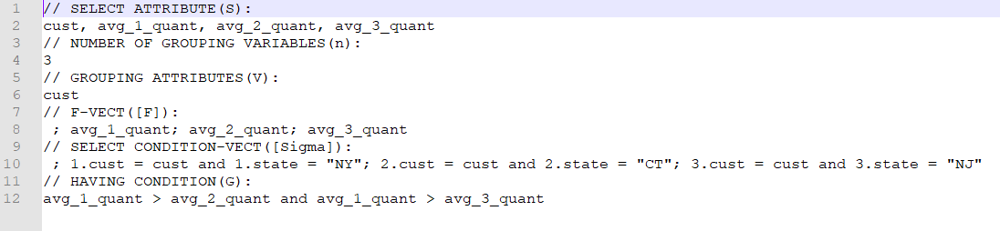 1 // SELECT ATTRIBUTE(S):
2 cust, avg_1_quant, avg_2_quant, avg_3_quant
3 // NUMBER OF GROUPING VARIABLES(n):
4 3
5 // GROUPING ATTRIBUTES(V):
6 cust
7 // F-VECT([F]):
8 ; avg_1_quant; avg_2_quant; avg_3_quant
9 // SELECT CONDITION-VECT([Sigma]):
10 ; 1.cust = cust and 1.state = "NY"; 2.cust = cust and 2.state = "CT"; 3.cust = cust and 3.state = "NJ"
11 // HAVING CONDITION(G):
12 avg_1_quant > avg_2_quant and avg_1_quant > avg_3_quant